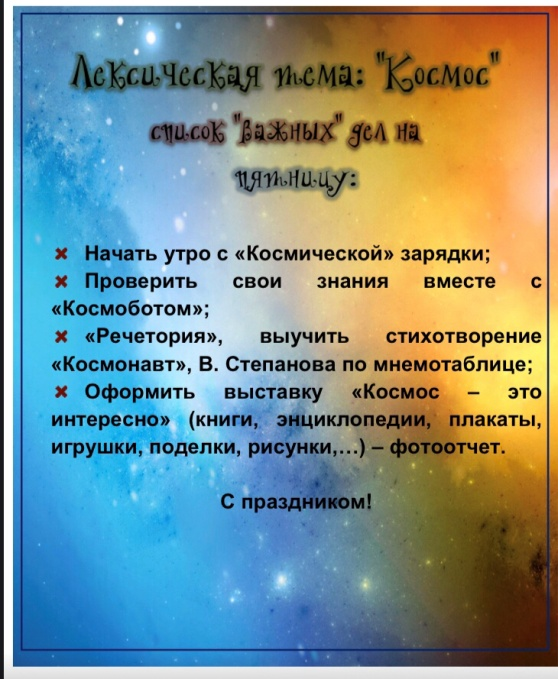 Лексическая тема: "Космос"
список "важных" дел на
пятницу:
✖ Начать утро с «Космической» зарядки;
✖ Проверить свои знания вместе с
«Космоботом»;
✖ «Речетория», выучить стихотворение
«Космонавт», В. Степанова по мнемотаблице;
✖ Оформить выставку «Космос – это
интересно» (книги, энциклопедии, плакаты,
игрушки, поделки, рисунки,...) – фотоотчет.
С праздником!